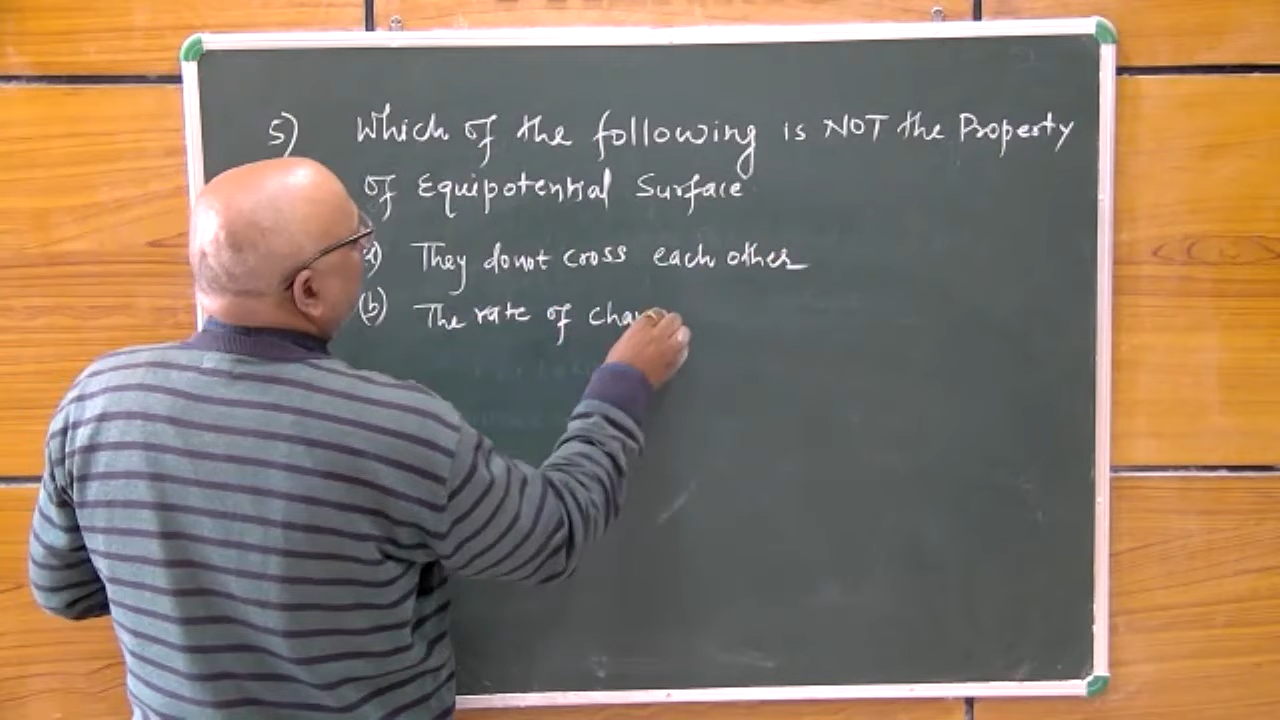 5) Which of the following is NOT the Property
of Equipotential Surface
They donot cross each other
(b) The rate of